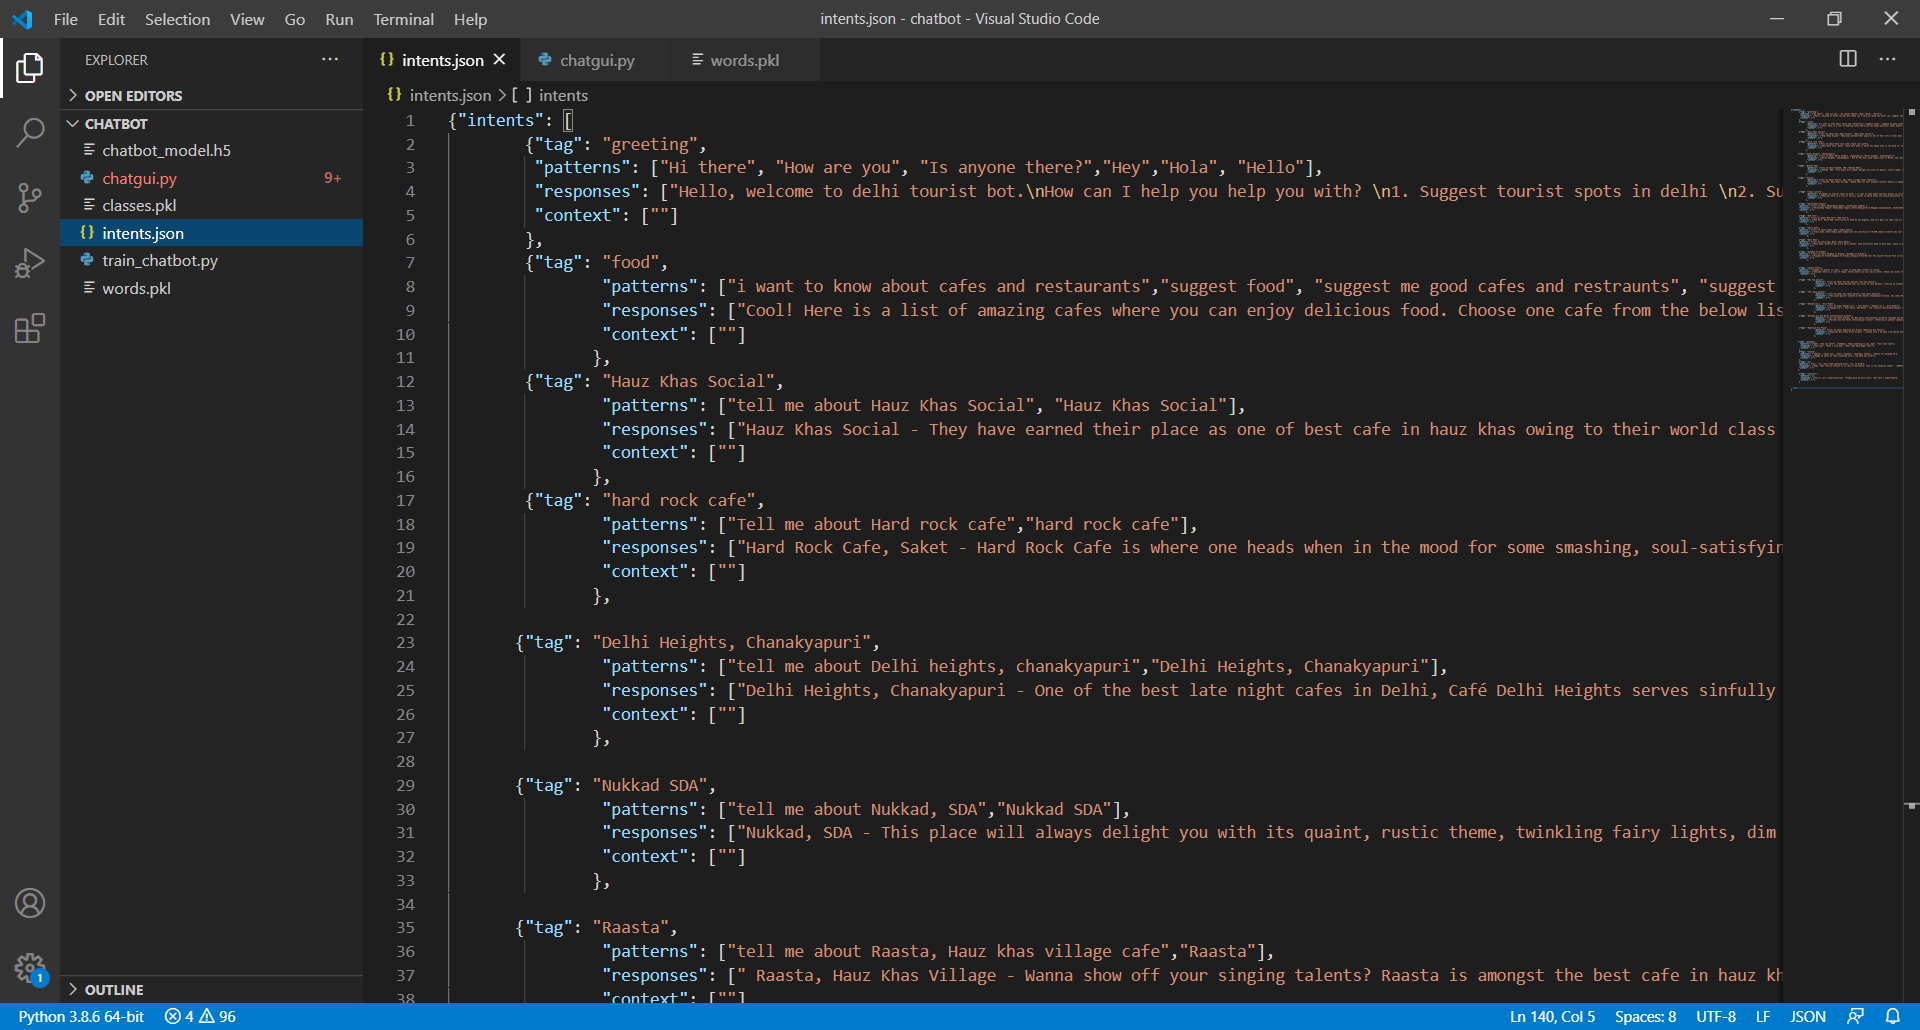 File Edit Selection View Go Run Terminal Help
intents.json - chatbot - Visual Studio Code
EXPLORER
OPEN EDITORS
CHATBOT
chatbot_model.h5
chatgui.py 9+
classes.pkl
intents.json
train_chatbot.py
words.pkl
OUTLINE
1
intents.json chatgui.py words.pkl
intents.json > [ ] intents
1 {"intents": [
2 {"tag": "greeting",
3 "patterns": ["Hi there", "How are you", "Is anyone there?","Hey","Hola", "Hello"],
4 "responses": ["Hello, welcome to delhi tourist bot.\nHow can I help you help you with? \n1. Suggest tourist spots in delhi \n2. Su
5 "context": [""]
6 },
7 {"tag": "food",
8 "patterns": ["i want to know about cafes and restaurants","suggest food", "suggest me good cafes and restraunts", "suggest
9 "responses": ["Cool! Here is a list of amazing cafes where you can enjoy delicious food. Choose one cafe from the below lis
10 "context": [""]
11 },
12 {"tag": "Hauz Khas Social",
13 "patterns": ["tell me about Hauz Khas Social", "Hauz Khas Social"],
14 "responses": ["Hauz Khas Social - They have earned their place as one of best cafe in hauz khas owing to their world class
15 "context": [""]
16 },
17 {"tag": "hard rock cafe",
18 "patterns": ["Tell me about Hard rock cafe","hard rock cafe"],
19 "responses": ["Hard Rock Cafe, Saket - Hard Rock Cafe is where one heads when in the mood for some smashing, soul-satisfyin
20 "context": [""]
21 },
22
23 {"tag": "Delhi Heights, Chanakyapuri",
24 "patterns": ["tell me about Delhi heights, chanakyapuri","Delhi Heights, Chanakyapuri"],
25 "responses": ["Delhi Heights, Chanakyapuri - One of the best late night cafes in Delhi, Café Delhi Heights serves sinfully
26 "context": [""]
27 },
28
29 {"tag": "Nukkad SDA",
30 "patterns": ["tell me about Nukkad, SDA","Nukkad SDA"],
31 "responses": ["Nukkad, SDA - This place will always delight you with its quaint, rustic theme, twinkling fairy lights, dim
32 "context": [""]
33 },
34
35 {"tag": "Raasta",
36 "patterns": ["tell me about Raasta, Hauz khas village cafe","Raasta"],
37 "responses": [" Raasta, Hauz Khas Village - Wanna show off your singing talents? Raasta is amongst the best cafe in hauz kh
38 "context": [""]
Python 3.8.6 64-bit 4 96 Ln 140, Col 5 Spaces: 8 UTF-8 LF JSON